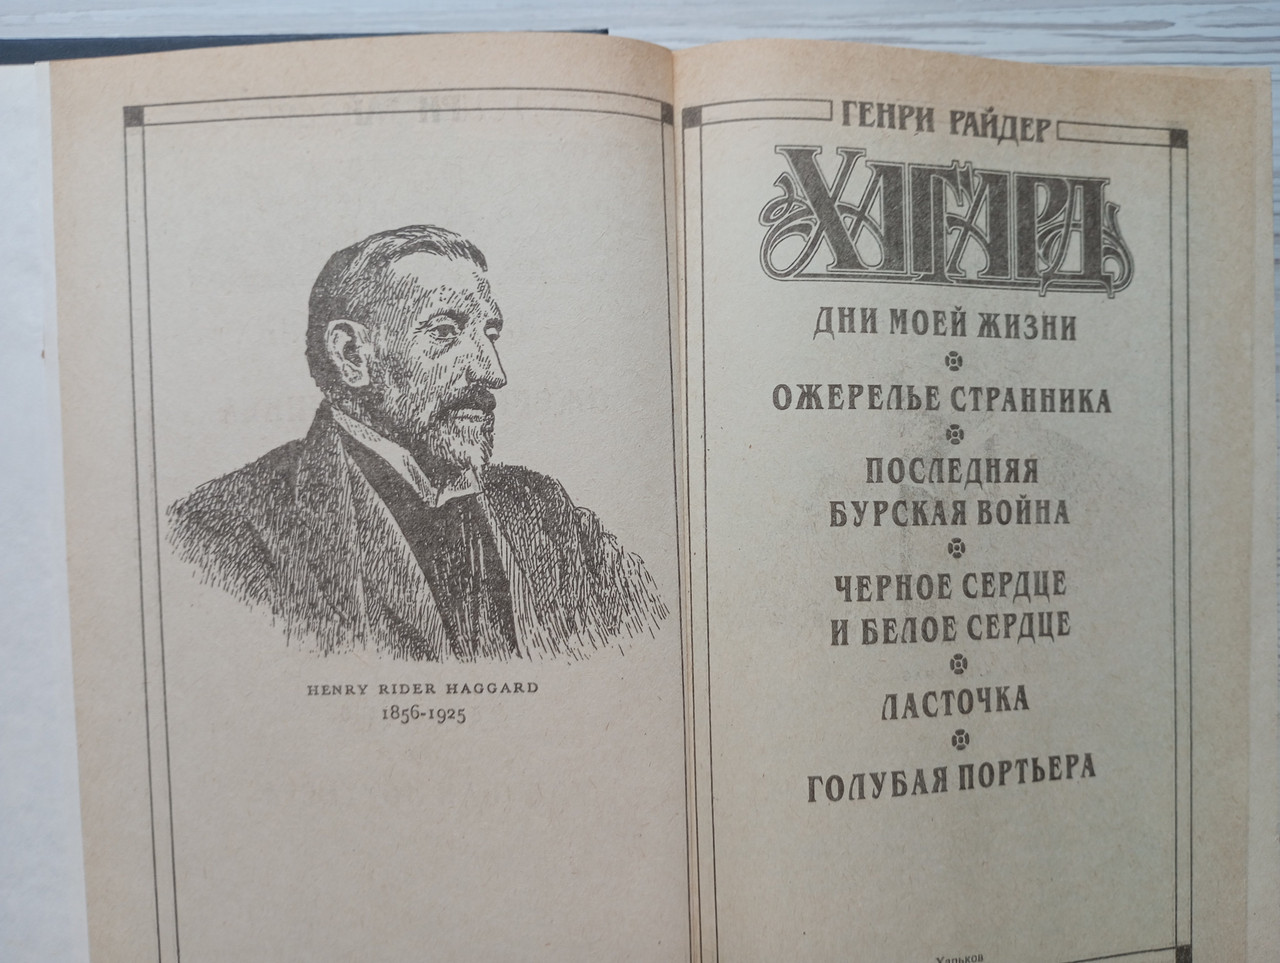 HENRY RIDER HAGGARD
1856-1925
ГЕНРИ РАЙДЕР
ХАГГАРД
ДНИ МОЕЙ ЖИЗНИ
ОЖЕРЕЛЬЕ СТРАННИКА
ПОСЛЕДНЯЯ
БУРСКАЯ ВОЙНА
ЧЕРНОЕ СЕРДЦЕ
И БЕЛОЕ СЕРДЦЕ
ЛАСТОЧКА
ГОЛУБАЯ ПОРТЬЕРА
Харьков